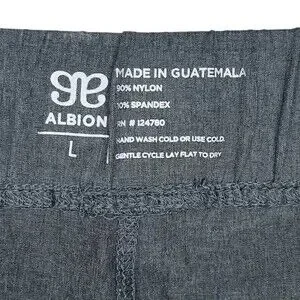 ALBION
L
MADE IN GUATEMALA
90% NYLON
10% SPANDEX
RN # 124780
HAND WASH COLD OR USE COLD
GENTLE CYCLE LAY FLAT TO DRY